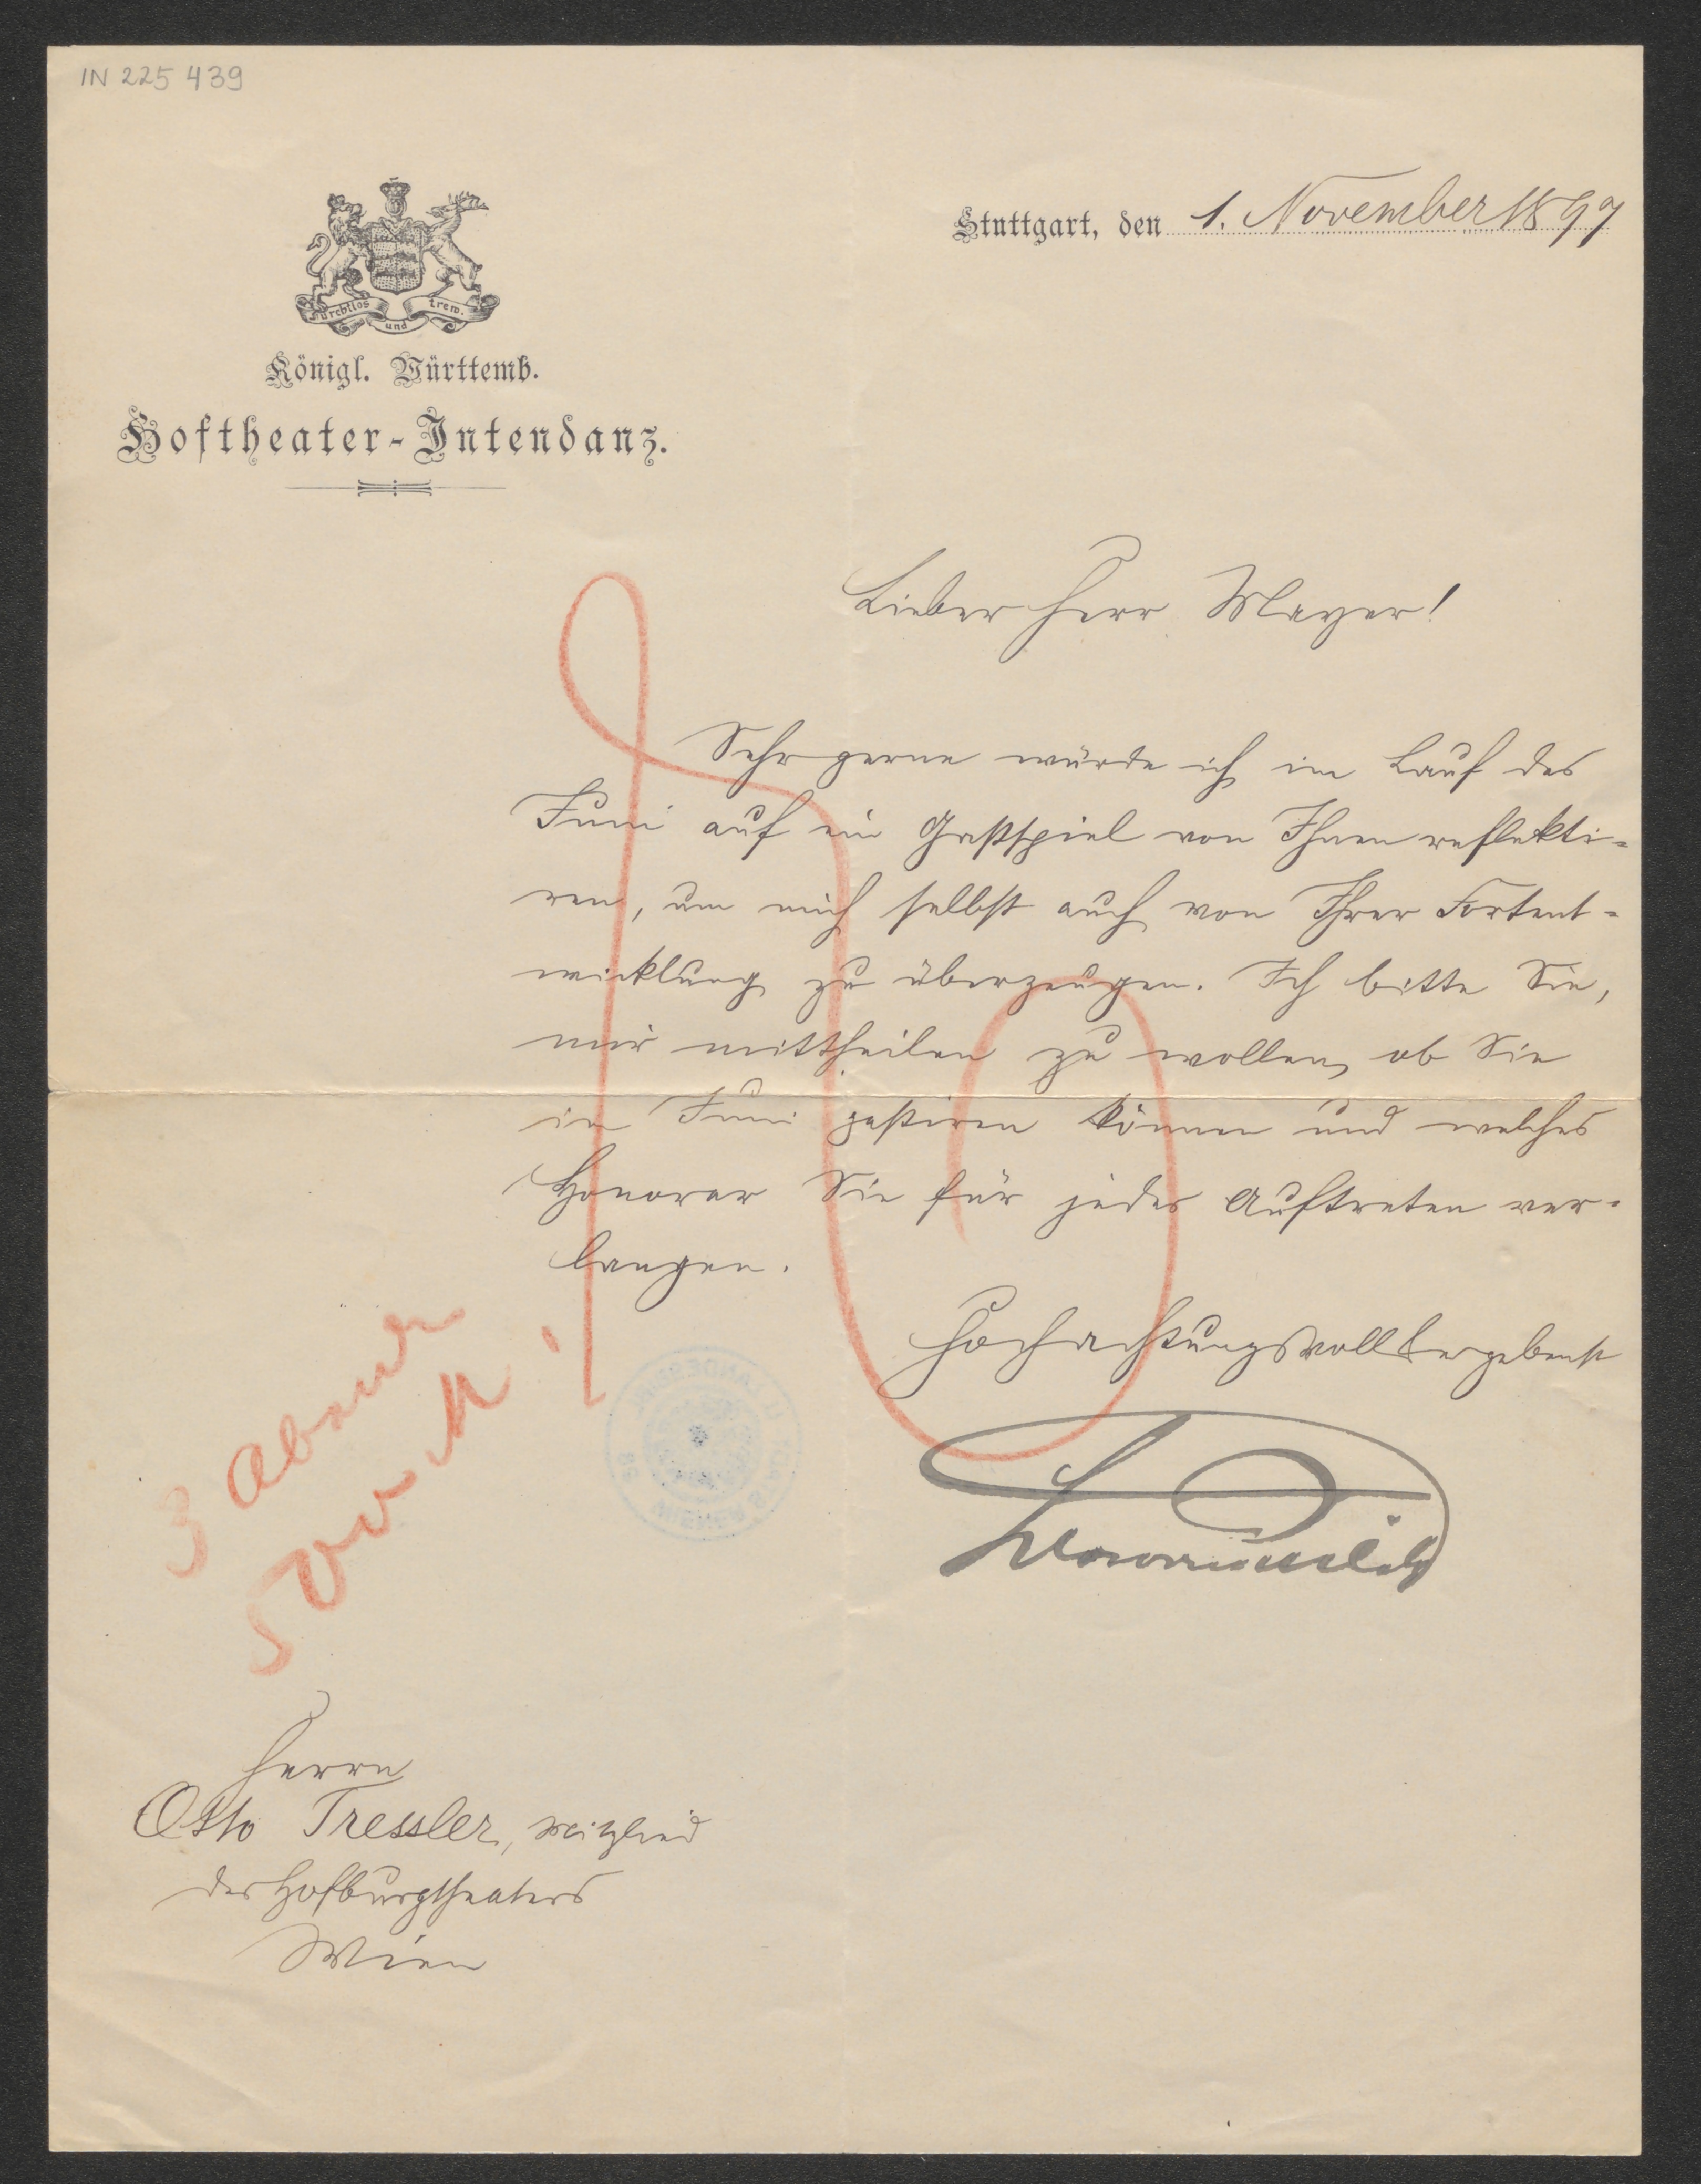 IN 225 439
Furchtlos und trew.
Königl. Württemb.
Hoftheater-Intendanz.
Stuttgart, den 1. November 1897
Lieber Herr Mayer!
Sehr gerne würde ich im Lauf des
Juni auf ein Gastspiel von Ihnen reflekti-
ren, um mich selbst auch von Ihrer Fortent-
wicklung zu überzeugen. Ich bitte Sie,
mir mittheilen zu wollen, ob Sie
im Juni gastiren können und welches
Honorar Sie für jedes Auftreten ver-
langen.
Hochachtungsvoll ergebenst
3 Abende
500 M.
Herrn
Otto Tressler, Mitglied
des Hofburgtheaters
Wien